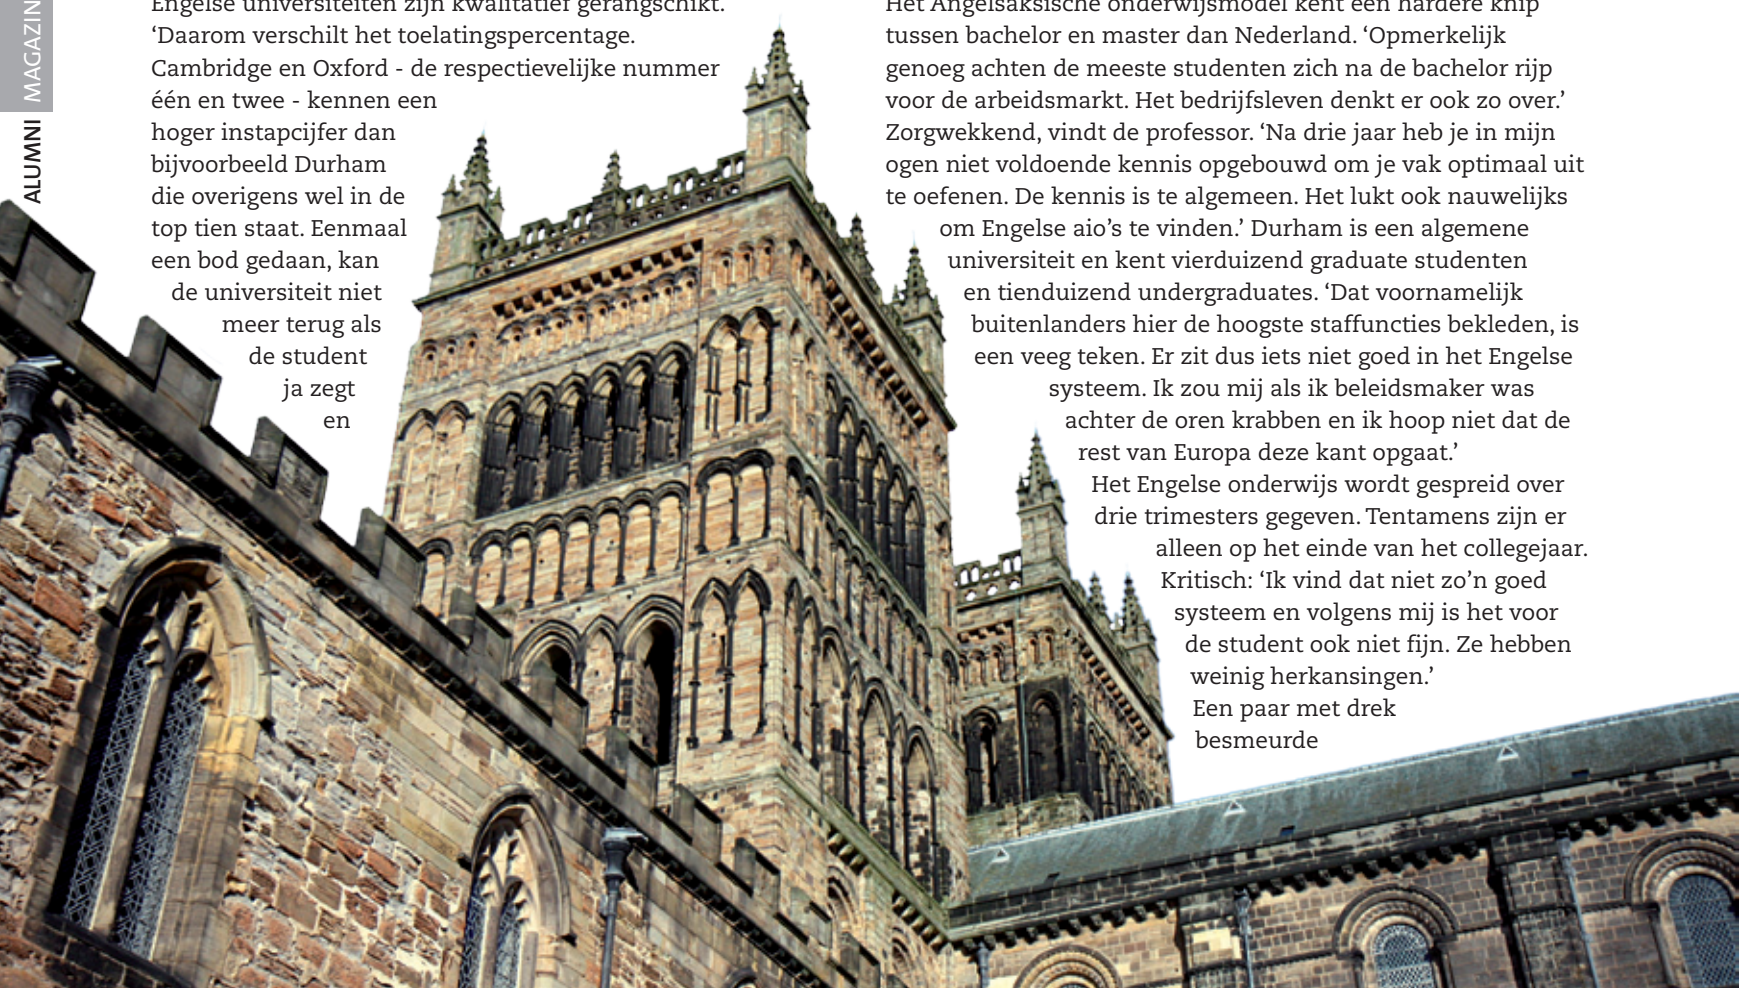 ALUMNI MAGAZIN
Engelse universiteiten zijn kwalitatief gerangschikt.
‘Daarom verschilt het toelatingspercentage.
Cambridge en Oxford - de respectievelijke nummer
één en twee - kennen een
hoger instapcijfer dan
bijvoorbeeld Durham
die overigens wel in de
top tien staat. Eenmaal
een bod gedaan, kan
de universiteit niet
meer terug als
de student
ja zegt
en
Het Angelsaksische onderwijsmodel kent een hardere knip
tussen bachelor en master dan Nederland. ‘Opmerkelijk
genoeg achten de meeste studenten zich na de bachelor rijp
voor de arbeidsmarkt. Het bedrijfsleven denkt er ook zo over.’
Zorgwekkend, vindt de professor. ‘Na drie jaar heb je in mijn
ogen niet voldoende kennis opgebouwd om je vak optimaal uit
te oefenen. De kennis is te algemeen. Het lukt ook nauwelijks
om Engelse aio’s te vinden.’ Durham is een algemene
universiteit en kent vierduizend graduate studenten
en tienduizend undergraduates. ‘Dat voornamelijk
buitenlanders hier de hoogste staffuncties bekleden, is
een veeg teken. Er zit dus iets niet goed in het Engelse
systeem. Ik zou mij als ik beleidsmaker was
achter de oren krabben en ik hoop niet dat de
rest van Europa deze kant opgaat.’
Het Engelse onderwijs wordt gespreid over
drie trimesters gegeven. Tentamens zijn er
alleen op het einde van het collegejaar.
Kritisch: ‘Ik vind dat niet zo’n goed
systeem en volgens mij is het voor
de student ook niet fijn. Ze hebben
weinig herkansingen.’
Een paar met drek
besmeurde